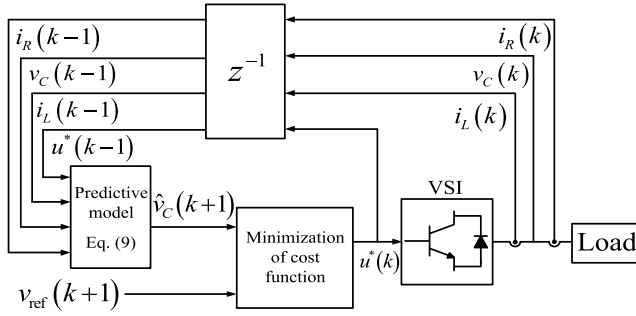 i_R(k−1)
v_C(k−1)
i_L(k−1)
u*(k−1)
z⁻¹
i_R(k)
v_C(k)
i_L(k)
Predictive
model
Eq. (9)
v̂_C(k+1)
v_ref(k+1)
Minimization
of cost
function
u*(k)
VSI
Load